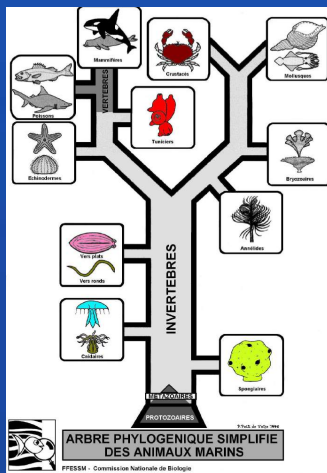 Mammifères
Crustacés
Mollusques
Poissons
VERTEBRES
Tuniciers
Echinodermes
Bryozoaires
Annélides
Vers plats
Vers ronds
INVERTEBRES
Cnidaires
Spongiaires
METAZOAIRES
PROTOZOAIRES
ARBRE PHYLOGENIQUE SIMPLIFIE
DES ANIMAUX MARINS
FFESSM - Commission Nationale de Biologie